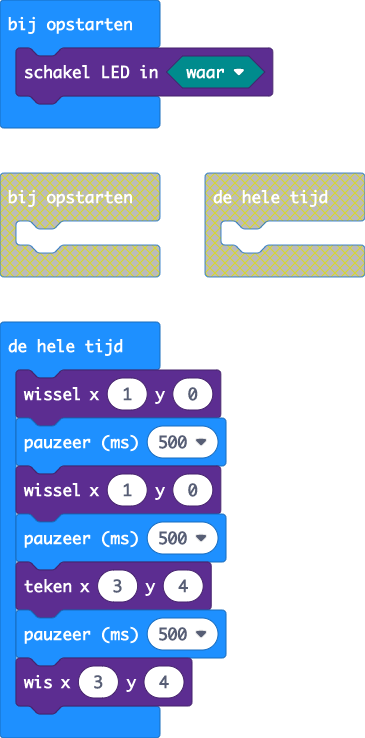 bij opstarten
schakel LED in waar
bij opstarten
de hele tijd
de hele tijd
wissel x 1 y 0
pauzeer (ms) 500
wissel x 1 y 0
pauzeer (ms) 500
teken x 3 y 4
pauzeer (ms) 500
wis x 3 y 4